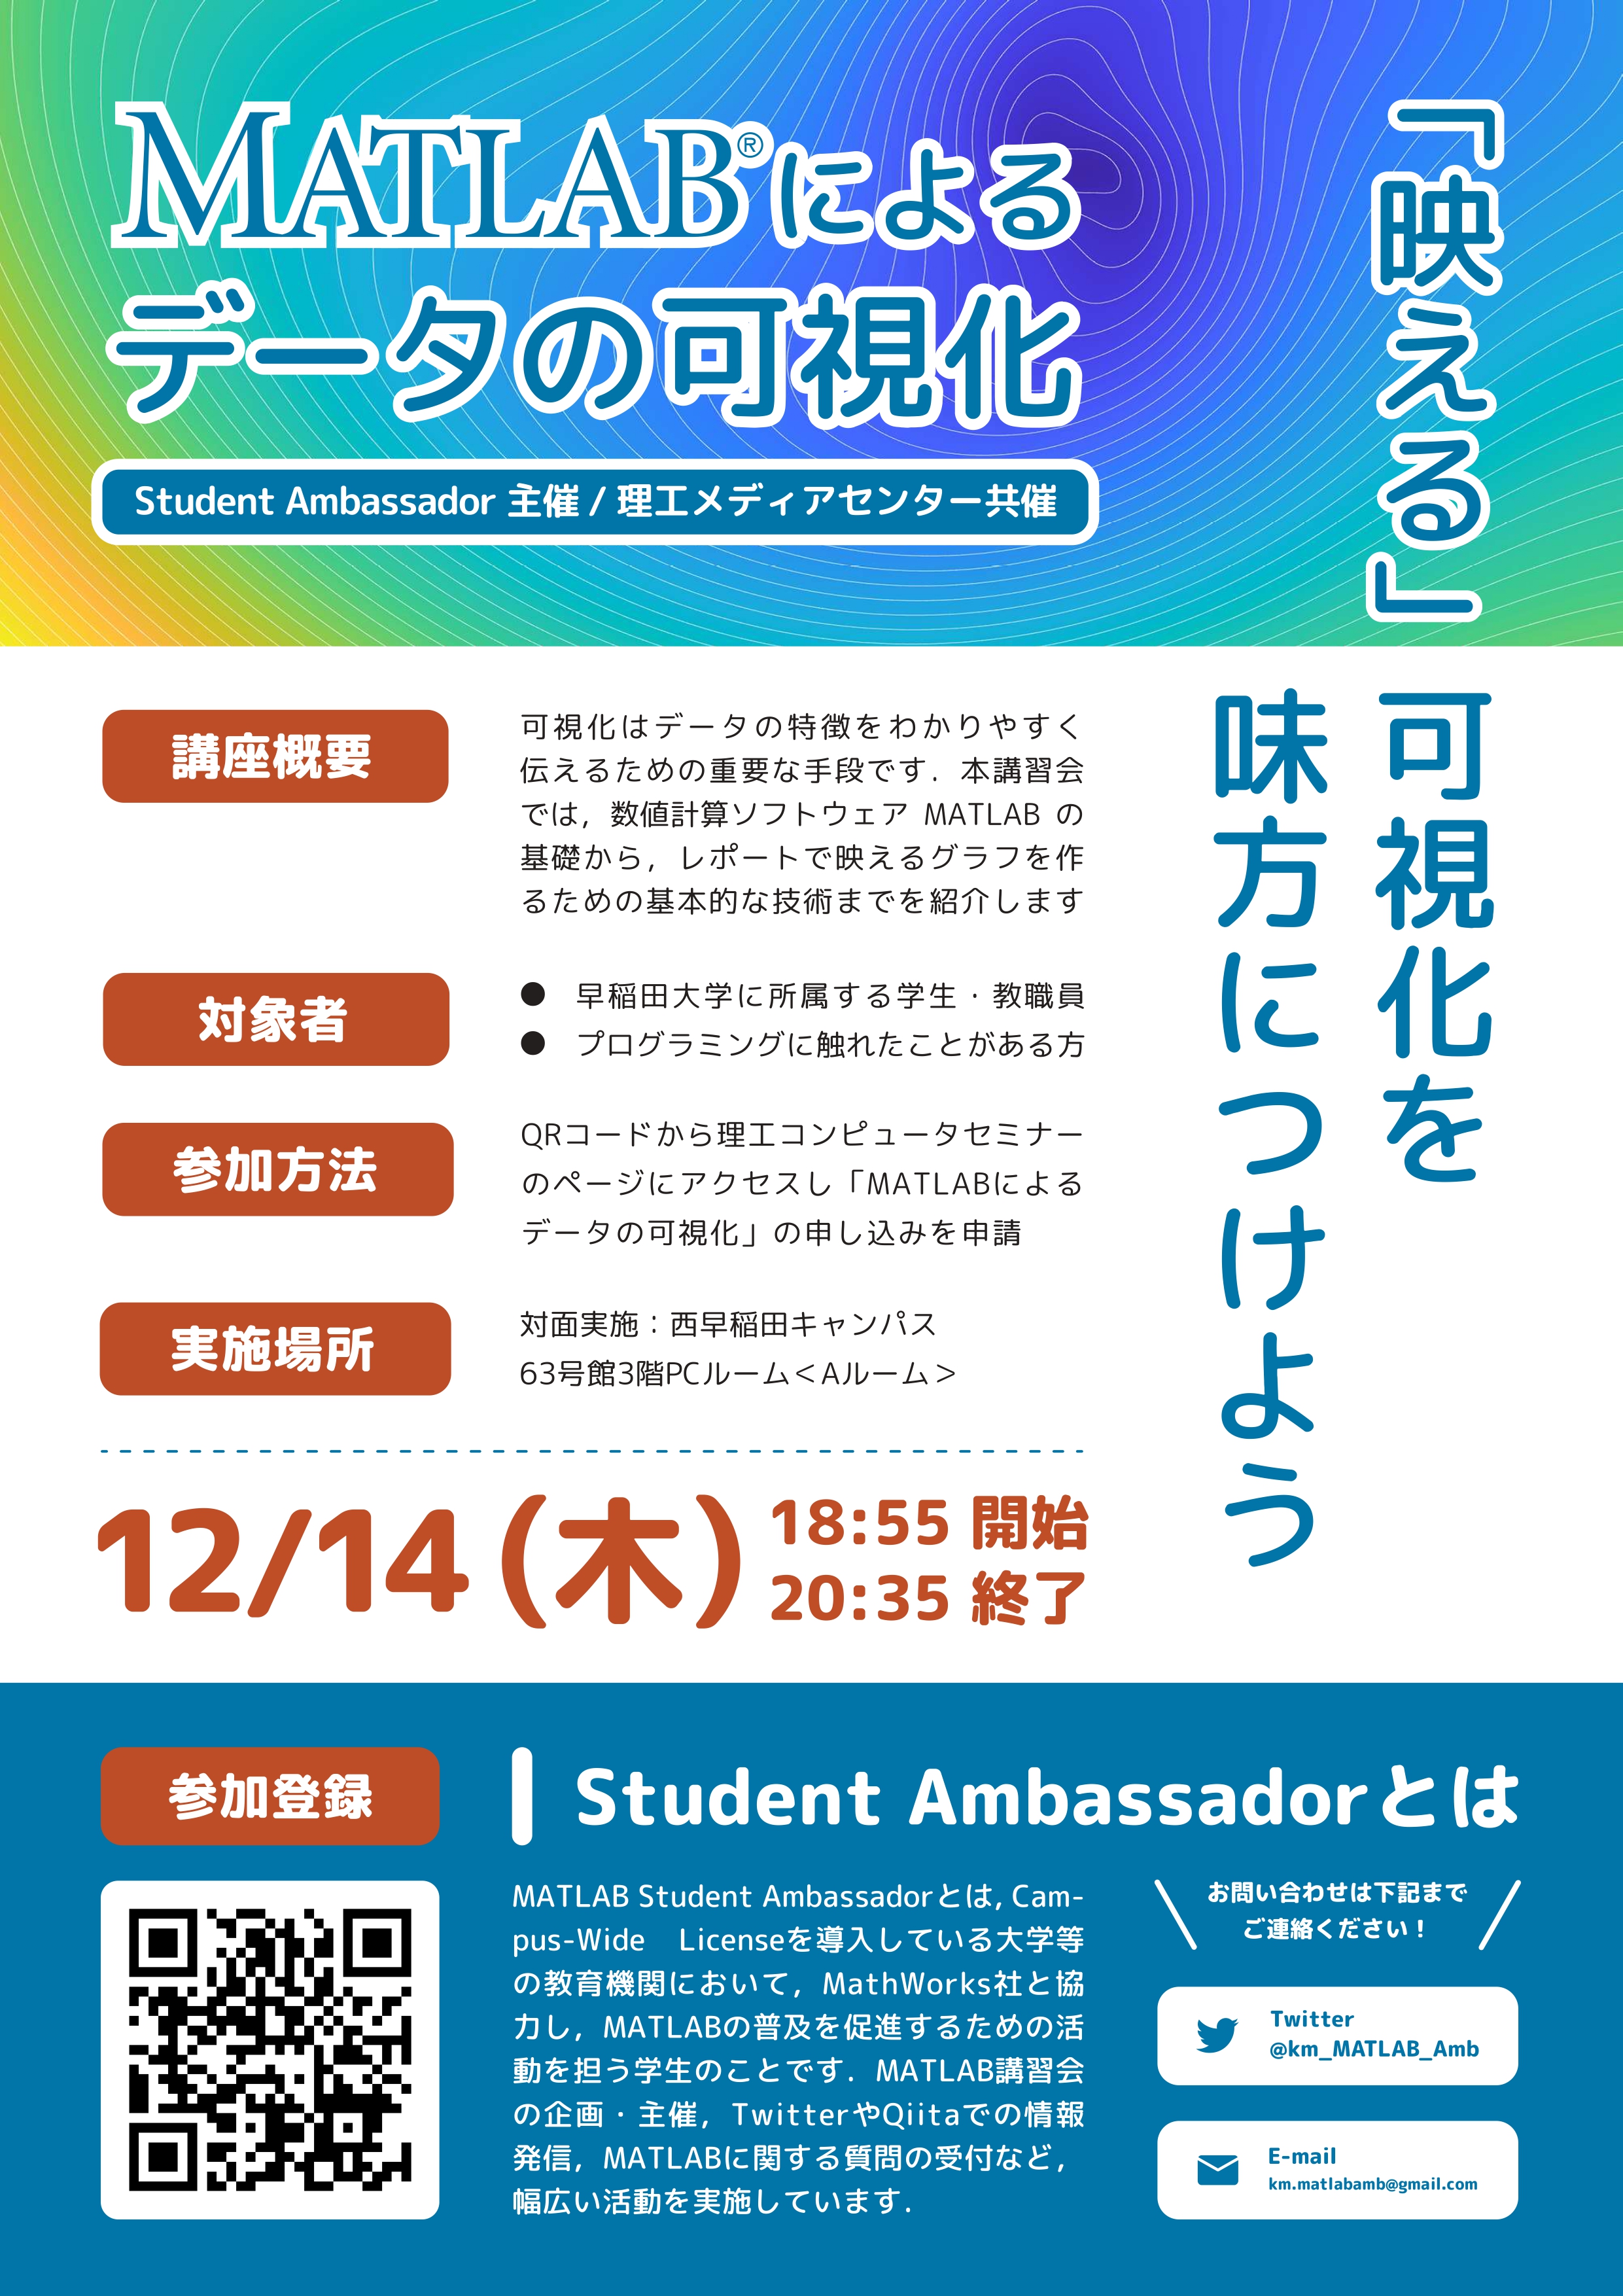 MATLAB®による
データの可視化
Student Ambassador 主催 / 理工メディアセンター共催
「映える」
可視化を
味方につけよう
講座概要
可視化はデータの特徴をわかりやすく
伝えるための重要な手段です．本講習会
では，数値計算ソフトウェア MATLAB の
基礎から，レポートで映えるグラフを作
るための基本的な技術までを紹介します
対象者
● 早稲田大学に所属する学生・教職員
● プログラミングに触れたことがある方
参加方法
QRコードから理工コンピュータセミナー
のページにアクセスし「MATLABによる
データの可視化」の申し込みを申請
実施場所
対面実施：西早稲田キャンパス
63号館3階PCルーム＜Aルーム＞
12/14（木）
18:55 開始
20:35 終了
参加登録
Student Ambassadorとは
MATLAB Student Ambassadorとは, Cam-
pus-Wide Licenseを導入している大学等
の教育機関において，MathWorks社と協
力し，MATLABの普及を促進するための活
動を担う学生のことです．MATLAB講習会
の企画・主催，TwitterやQiitaでの情報
発信，MATLABに関する質問の受付など，
幅広い活動を実施しています．
お問い合わせは下記まで
ご連絡ください！
Twitter
@km_MATLAB_Amb
E-mail
km.matlabamb@gmail.com